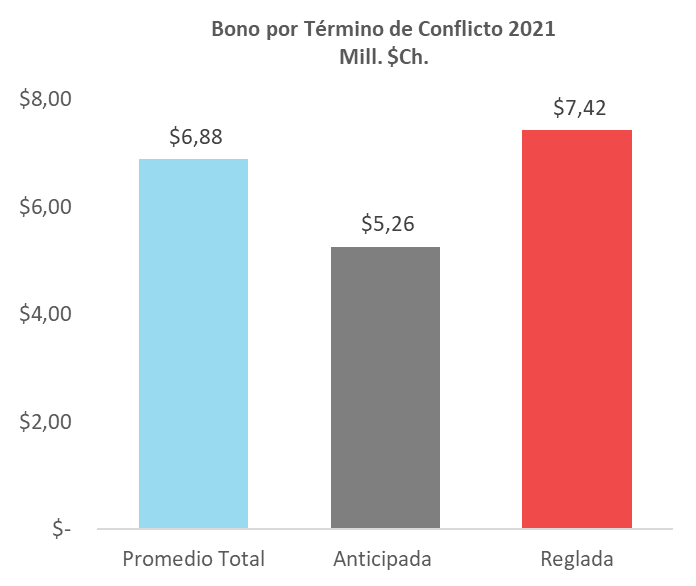 Bono por Término de Conflicto 2021
Mill. $Ch.
$8,00
$6,00
$4,00
$2,00
$-
$6,88
$5,26
$7,42
Promedio Total
Anticipada
Reglada